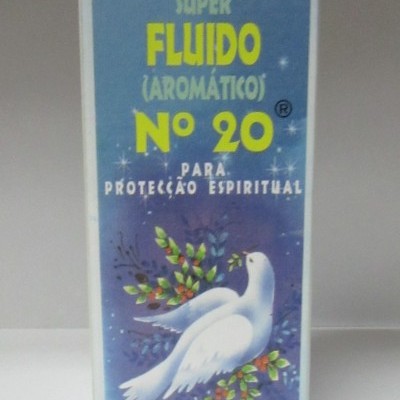 SUPER
FLUIDO
(AROMÁTICO)
Nº 20®
PARA
PROTECÇÃO ESPIRITUAL